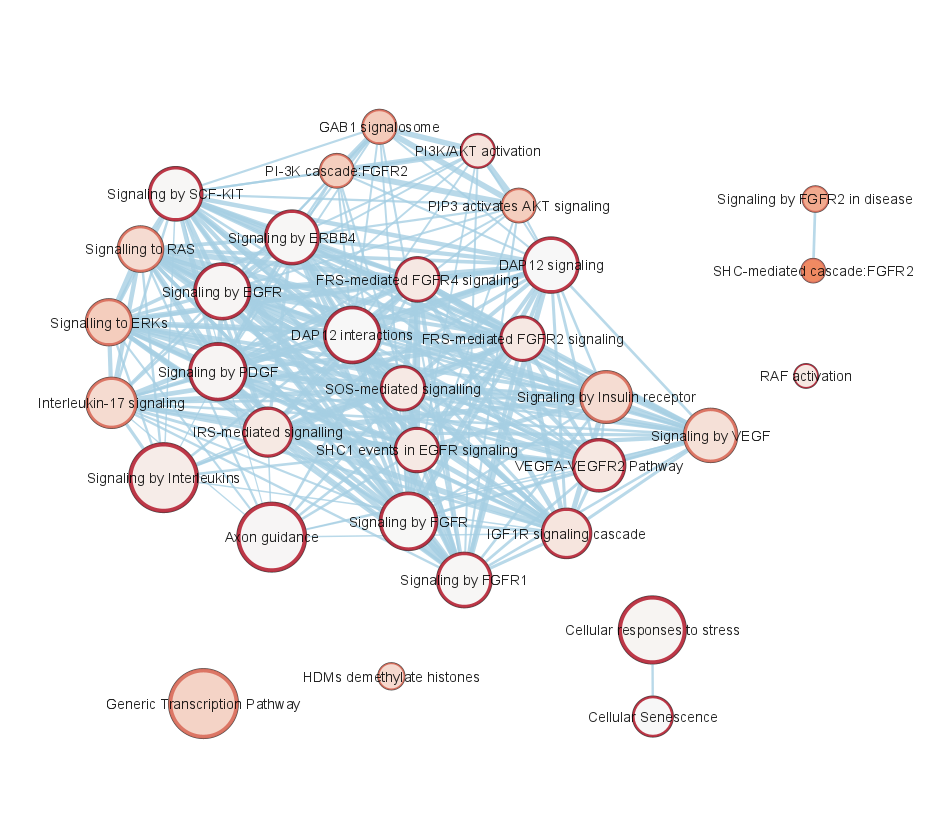 GAB1 signalosome
PI3K/AKT activation
PI-3K cascade:FGFR2
Signaling by SCF-KIT
Signaling by FGFR2 in disease
PIP3 activates AKT signaling
Signaling by ERBB4
Signalling to RAS
DAP12 signaling
SHC-mediated cascade:FGFR2
FRS-mediated FGFR4 signaling
Signaling by EGFR
Signalling to ERKs
DAP12 interactions
FRS-mediated FGFR2 signaling
Signaling by PDGF
RAF activation
SOS-mediated signalling
Signaling by Insulin receptor
Interleukin-17 signaling
IRS-mediated signalling
Signaling by VEGF
SHC1 events in EGFR signaling
VEGFA-VEGFR2 Pathway
Signaling by Interleukins
Signaling by FGFR
IGF1R signaling cascade
Axon guidance
Signaling by FGFR1
Cellular responses to stress
HDMs demethylate histones
Generic Transcription Pathway
Cellular Senescence